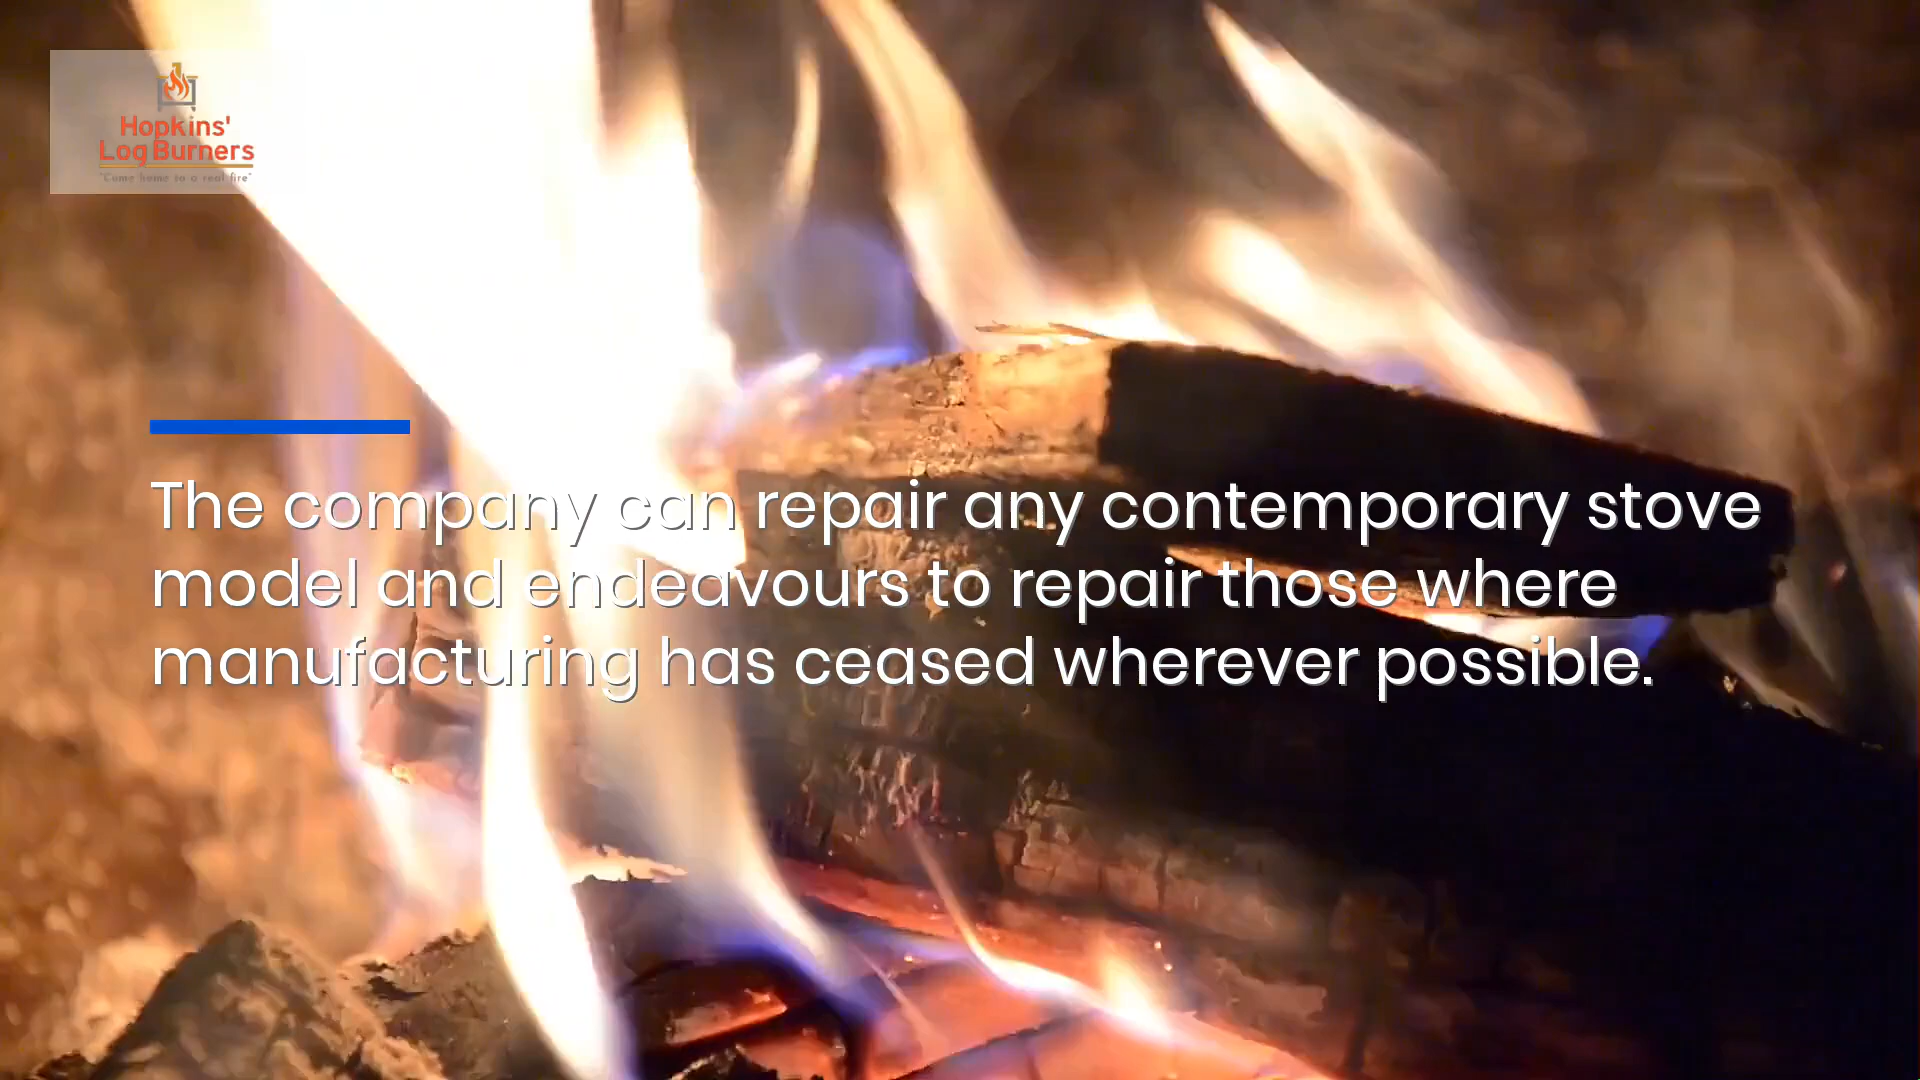 Hopkins'
Log Burners
"Come home to a real fire"
The company can repair any contemporary stove
model and endeavours to repair those where
manufacturing has ceased wherever possible.